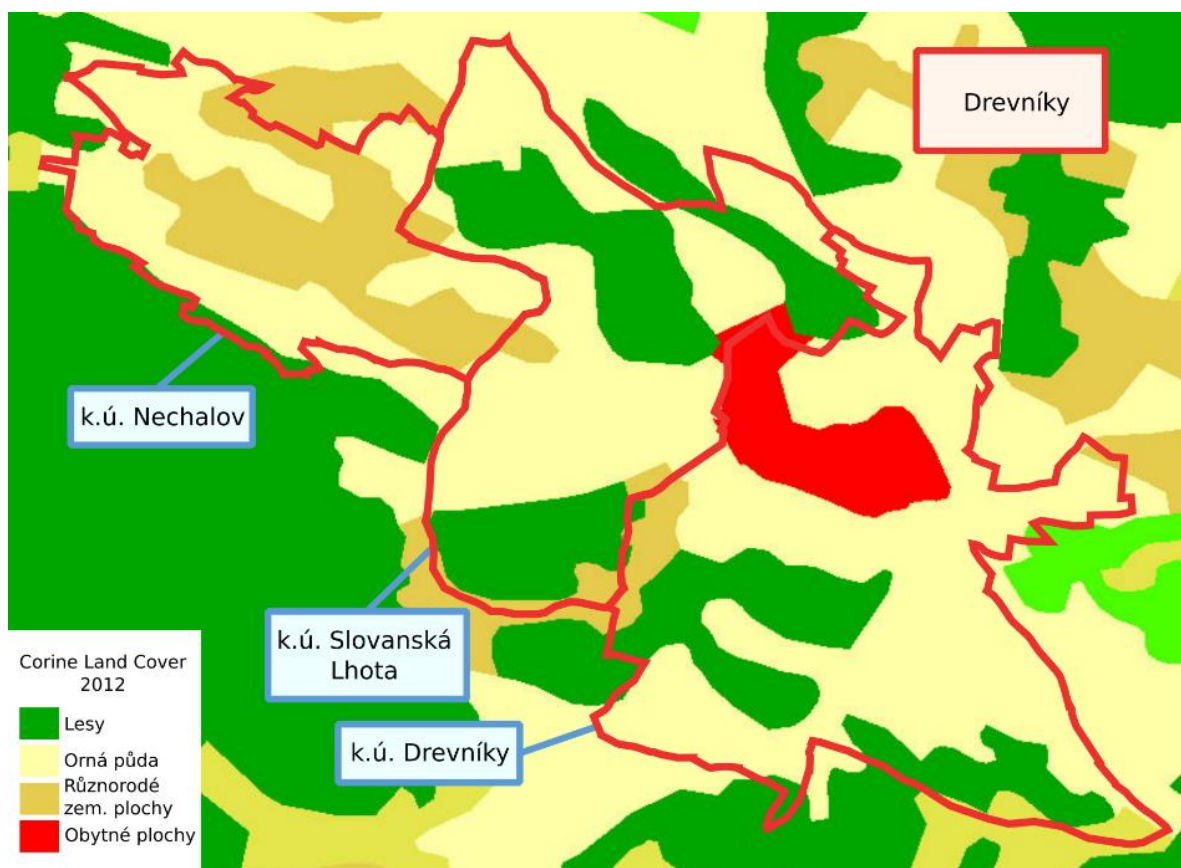 Drevníky
k.ú. Nechalov
k.ú. Slovanská
Lhota
k.ú. Drevníky
Corine Land Cover
2012
Lesy
Orná půda
Různorodé
zem. plochy
Obytné plochy